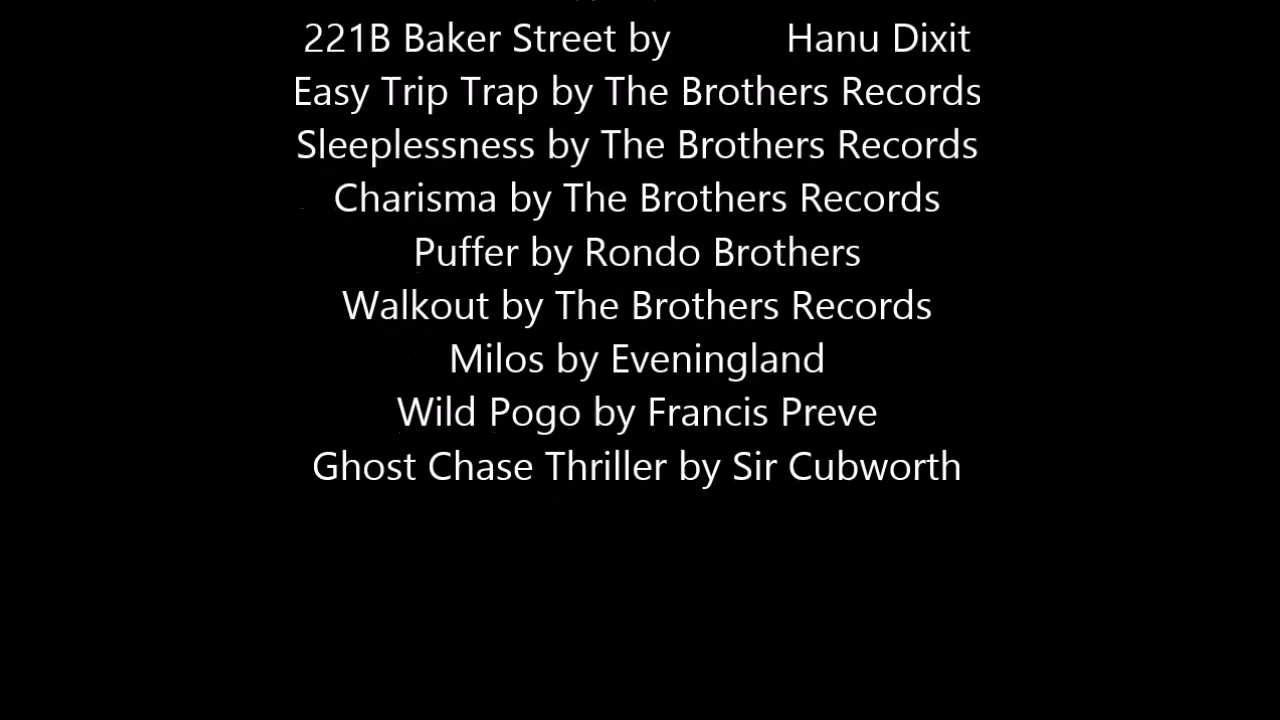 221B Baker Street by Hanu Dixit
Easy Trip Trap by The Brothers Records
Sleeplessness by The Brothers Records
Charisma by The Brothers Records
Puffer by Rondo Brothers
Walkout by The Brothers Records
Milos by Eveningland
Wild Pogo by Francis Preve
Ghost Chase Thriller by Sir Cubworth